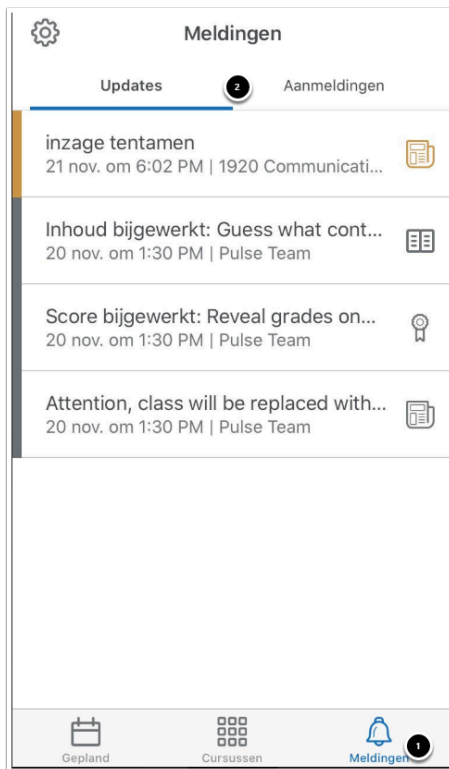 Meldingen
Updates 2 Aanmeldingen
inzage tentamen
21 nov. om 6:02 PM | 1920 Communicati...
Inhoud bijgewerkt: Guess what cont...
20 nov. om 1:30 PM | Pulse Team
Score bijgewerkt: Reveal grades on...
20 nov. om 1:30 PM | Pulse Team
Attention, class will be replaced with...
20 nov. om 1:30 PM | Pulse Team
Gepland Cursussen Meldingen 1